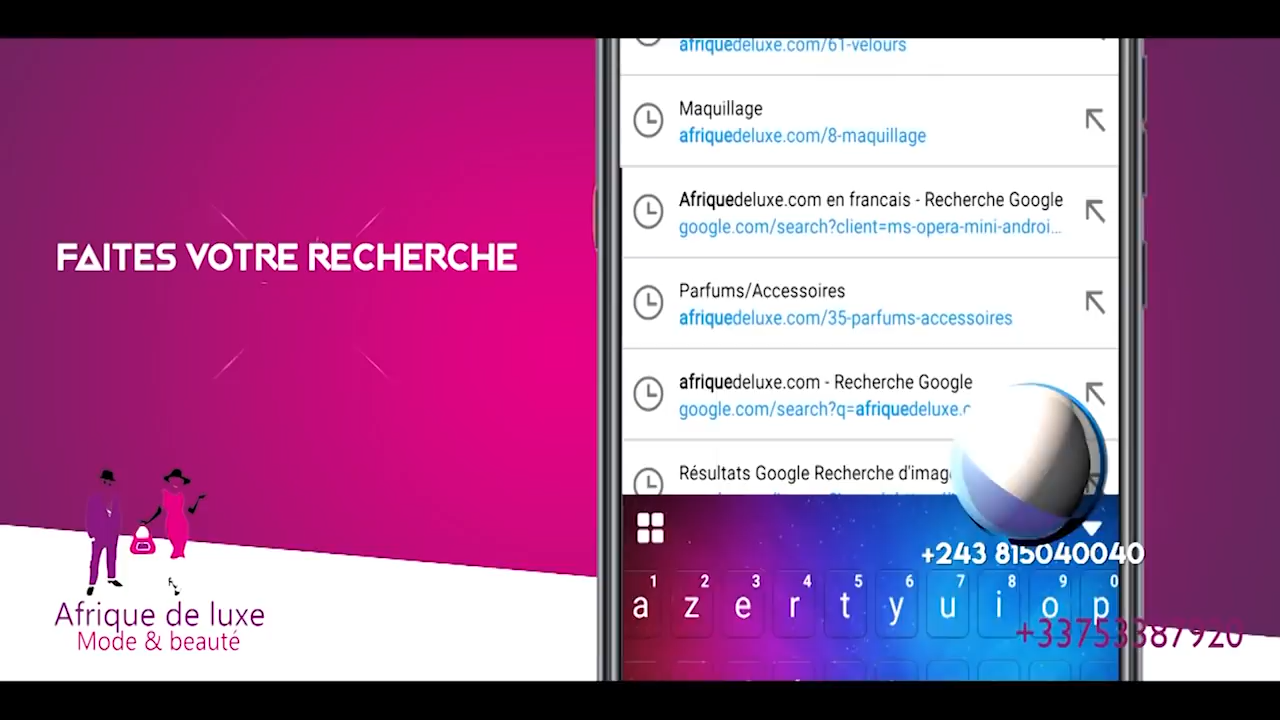 FAITES VOTRE RECHERCHE
Afrique de luxe
Mode & beauté
afriquedeluxe.com/61-velours
Maquillage
afriquedeluxe.com/8-maquillage
Afriquedeluxe.com en francais - Recherche Google
google.com/search?client=ms-opera-mini-androi...
Parfums/Accessoires
afriquedeluxe.com/35-parfums-accessoires
afriquedeluxe.com - Recherche Google
google.com/search?q=afriquedeluxe.c
Résultats Google Recherche d'imag
+243 815040040
1 2 3 4 5 6 7 8 9 0
a z e r t y u i o p
+33753387920